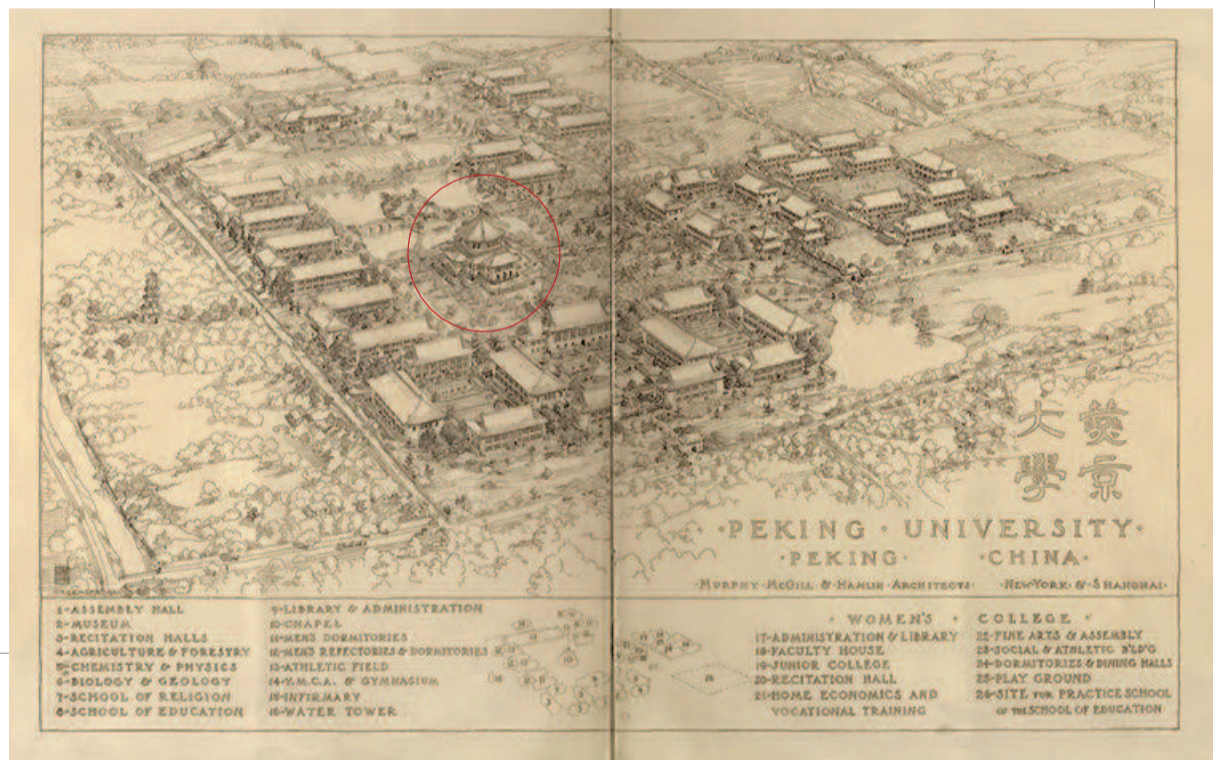 燕京
大學
·PEKING · UNIVERSITY·
·PEKING· ·CHINA·
·MURPHY·MCGILL & HAMLIN·ARCHITECTS· ·NEW·YORK·&·SHANGHAI·
1-ASSEMBLY HALL
2-MUSEUM
3-RECITATION HALLS
4-AGRICULTURE & FORESTRY
5-CHEMISTRY & PHYSICS
6-BIOLOGY & GEOLOGY
7-SCHOOL OF RELIGION
8-SCHOOL OF EDUCATION
9-LIBRARY & ADMINISTRATION
10-CHAPEL
11-MENS DORMITORIES
12-MENS REFECTORIES & DORMITORIES
13-ATHLETIC FIELD
14-Y.M.C.A. & GYMNASIUM
15-INFIRMARY
16-WATER TOWER
·WOMEN'S· COLLEGE·
17-ADMINISTRATION & LIBRARY
18-FACULTY HOUSE
19-JUNIOR COLLEGE
20-RECITATION HALL
21-HOME ECONOMICS AND
VOCATIONAL TRAINING
22-FINE ARTS & ASSEMBLY
23-SOCIAL & ATHLETIC B'LD'G
24-DORMITORIES & DINING HALLS
25-PLAY GROUND
26-SITE FOR PRACTICE SCHOOL
OF THE SCHOOL OF EDUCATION